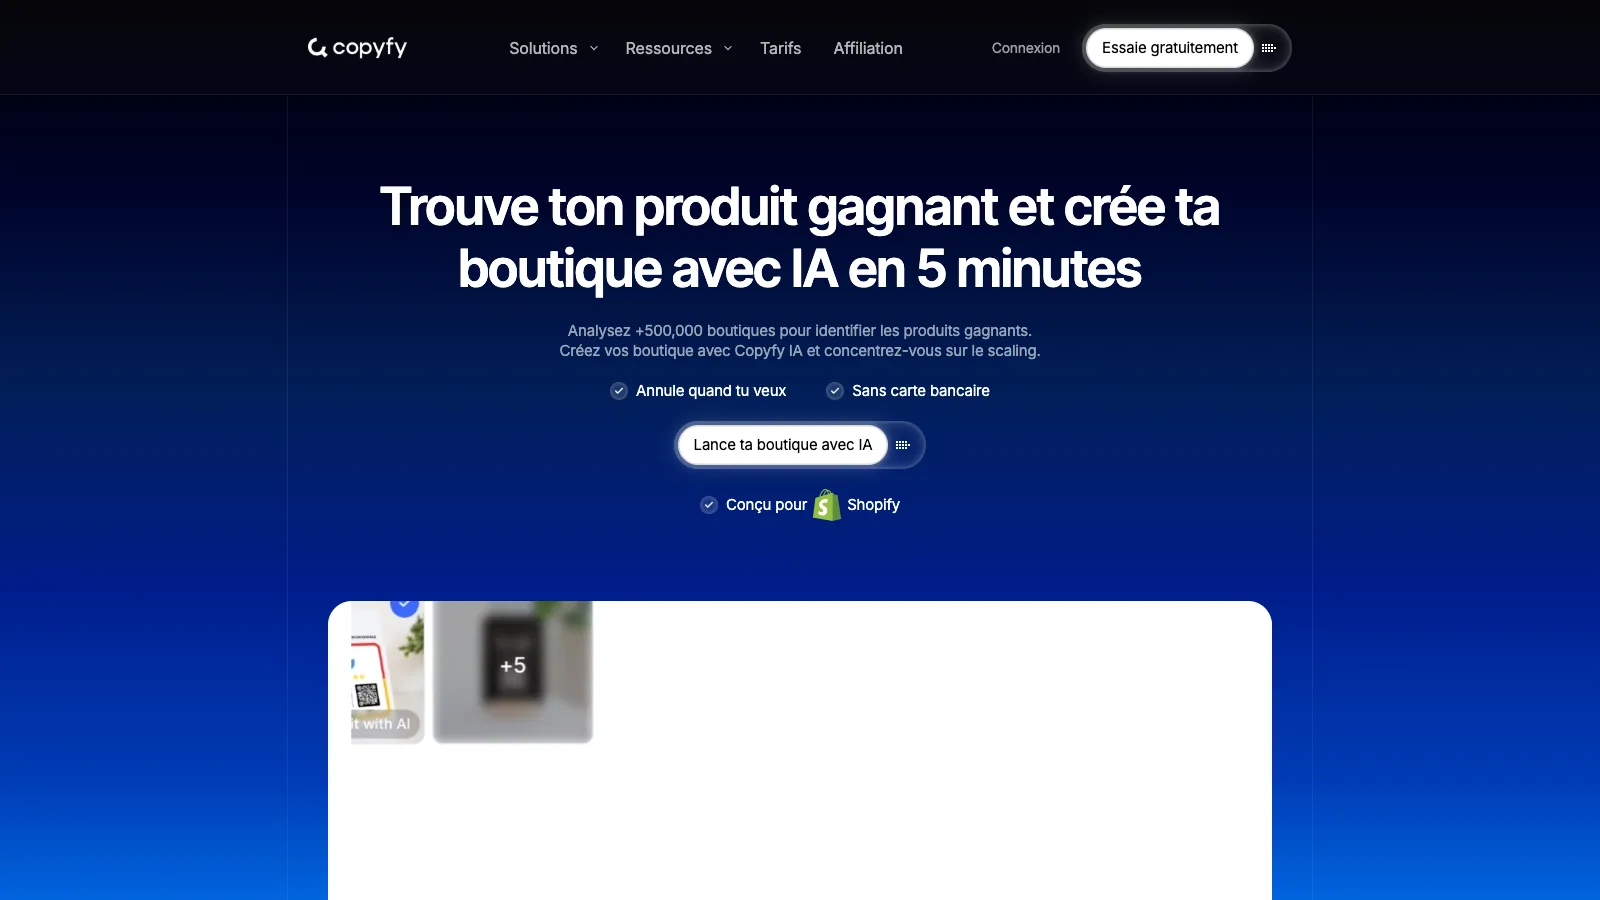 copyfy
Solutions
Ressources
Tarifs
Affiliation
Connexion
Essaie gratuitement
Trouve ton produit gagnant et crée ta
boutique avec IA en 5 minutes
Analysez +500,000 boutiques pour identifier les produits gagnants.
Créez vos boutique avec Copyfy IA et concentrez-vous sur le scaling.
Annule quand tu veux
Sans carte bancaire
Lance ta boutique avec IA
Conçu pour Shopify
+5
it with AI